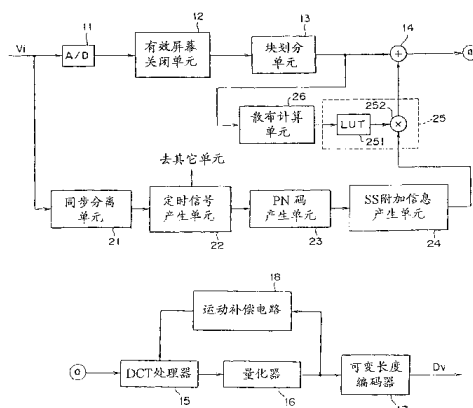 11
12
13
14
Vi
A/D
有效屏幕
关闭单元
块划分
单元
+
a
26
散布计算
单元
252
LUT
×
25
251
去其它单元
同步分离
单元
定时信号
产生单元
PN 码
产生单元
SS附加信息
产生单元
21
22
23
24
18
运动补偿电路
a
DCT处理器
量化器
可变长度
编码器
Dv
15
16
17